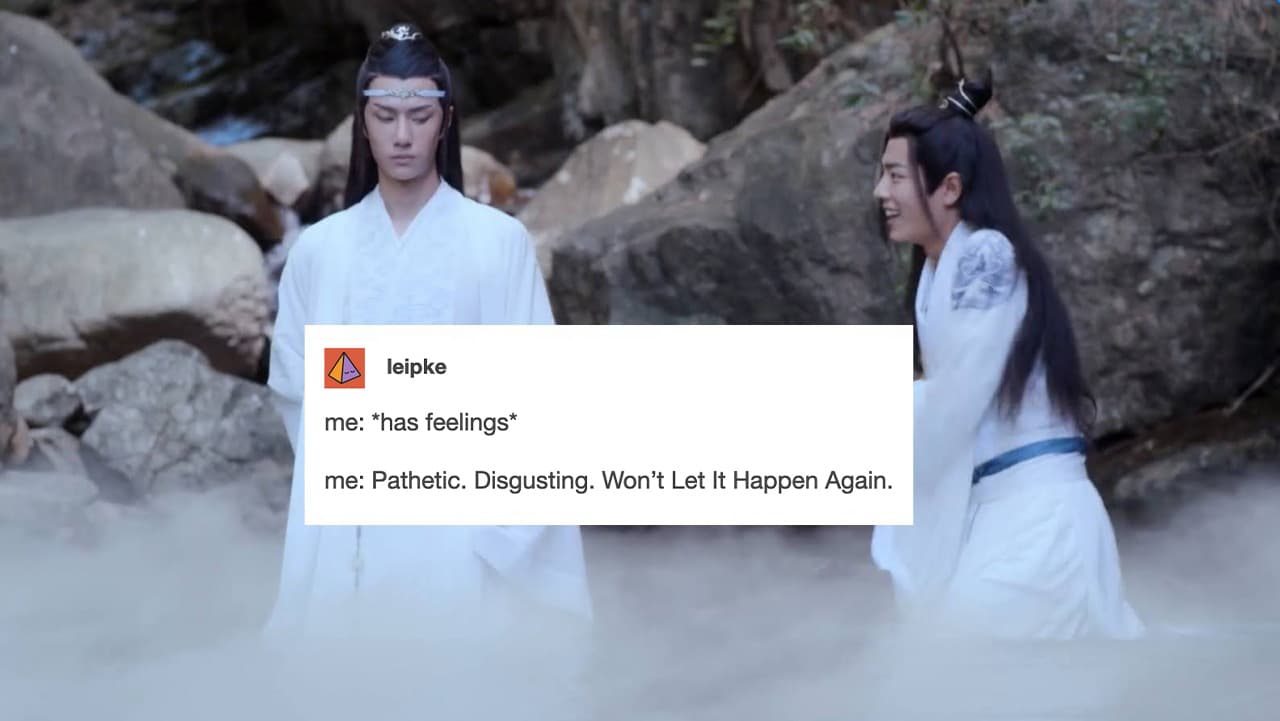 leipke
me: *has feelings*
me: Pathetic. Disgusting. Won’t Let It Happen Again.